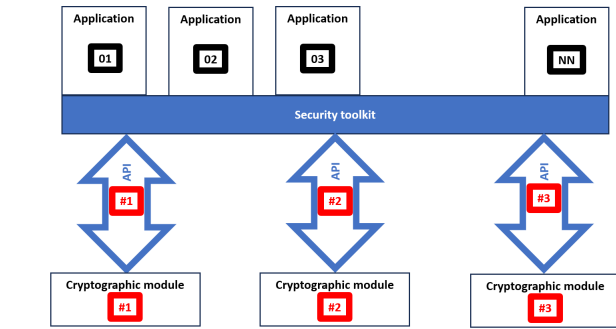 Application Application Application Application
01 02 03 NN
Security toolkit
API API API
#1 #2 #3
Cryptographic module Cryptographic module Cryptographic module
#1 #2 #3